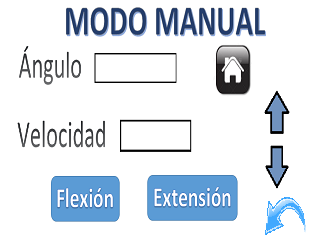 MODO MANUAL
Ángulo
Velocidad
Flexión Extensión